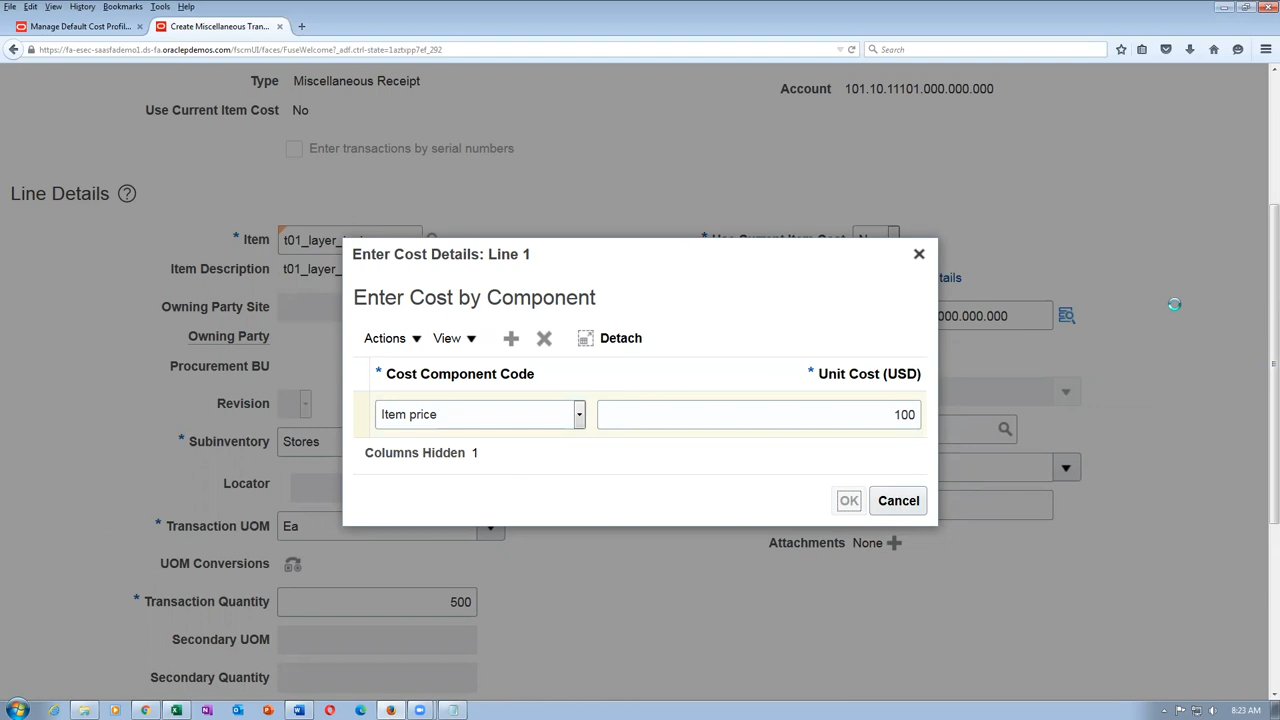 File Edit View History Bookmarks Tools Help
Manage Default Cost Profil... × Create Miscellaneous Tran... × +
https://fa-esec-saasfademo1.ds-fa.oraclepdemos.com/fscmUI/faces/FuseWelcome?_adf.ctrl-state=1aztxpp7ef_292 Search
Type Miscellaneous Receipt
Account 101.10.11101.000.000.000
Use Current Item Cost No
Enter transactions by serial numbers
Line Details ?
* Item t01_layer_
Item Description t01_layer_
etails
Owning Party Site
000.000.000
Owning Party
Procurement BU
Revision
* Subinventory Stores
Locator
* Transaction UOM Ea
Attachments None
UOM Conversions
* Transaction Quantity 500
Secondary UOM
Secondary Quantity
Enter Cost Details: Line 1
Enter Cost by Component
Actions View Detach
* Cost Component Code * Unit Cost (USD)
Item price 100
Columns Hidden 1
OK Cancel
8:23 AM